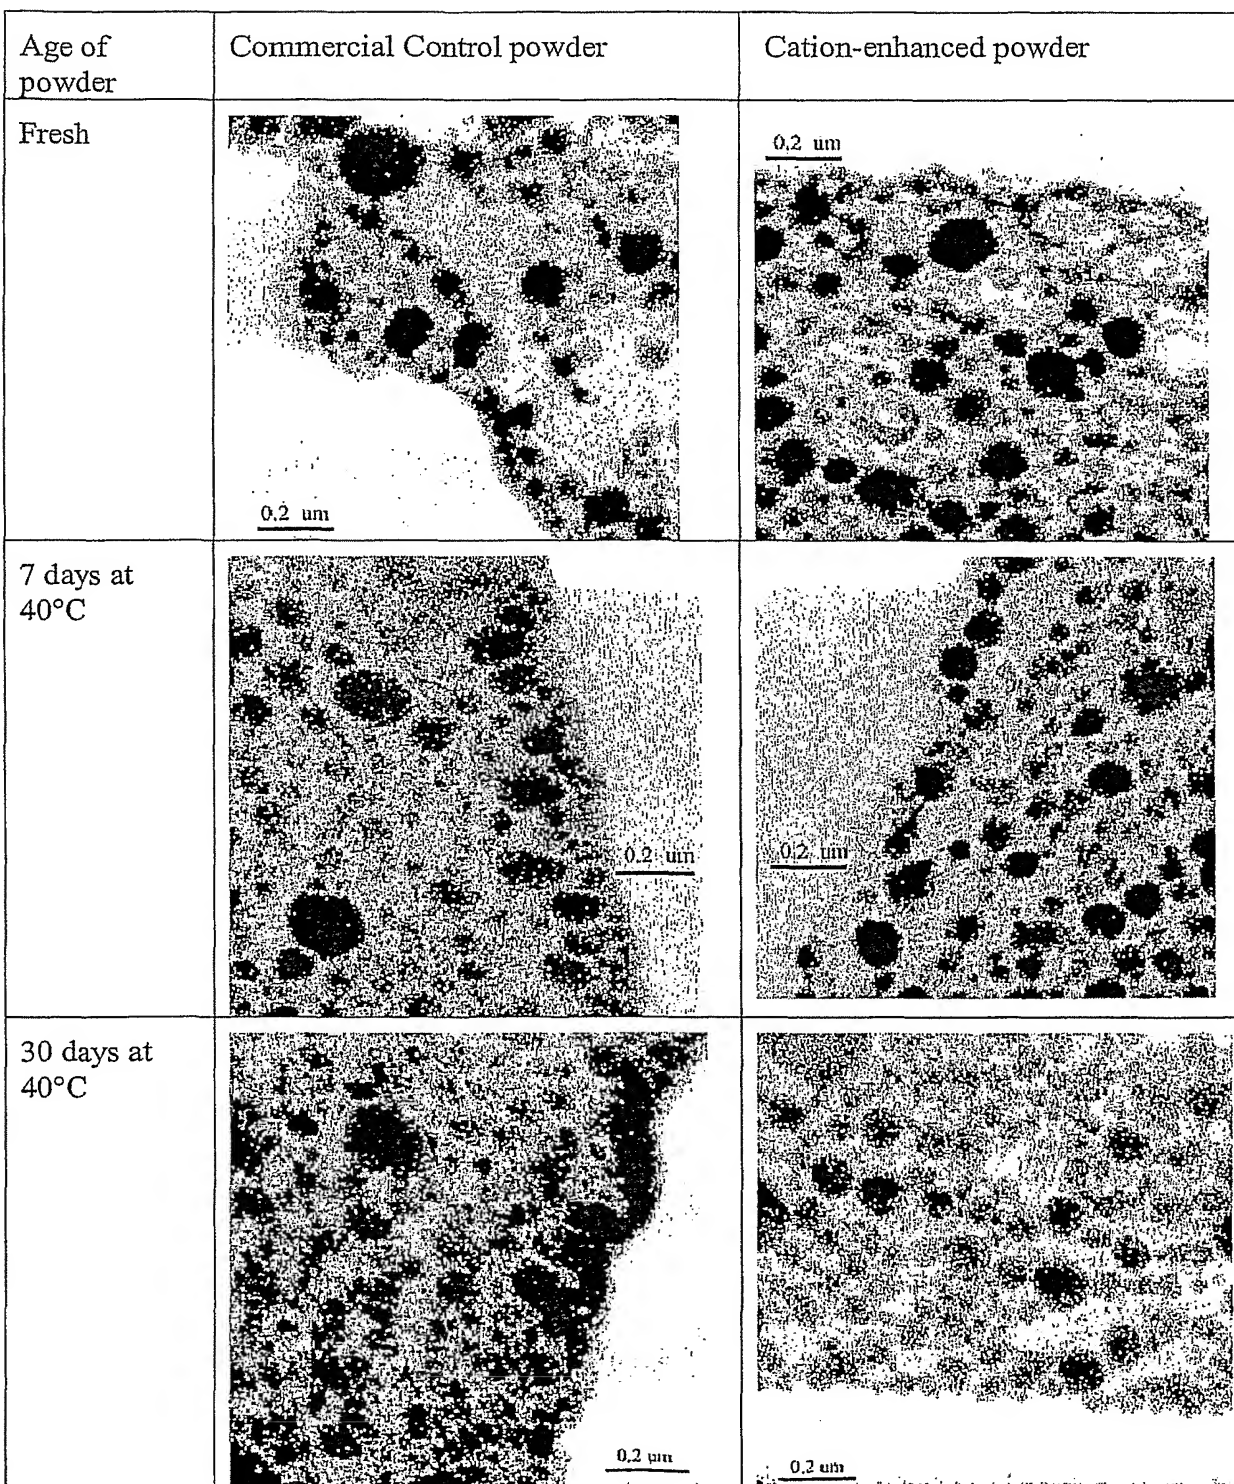 Age of
powder
Commercial Control powder
Cation-enhanced powder
Fresh
0.2 um
0.2 um
7 days at
40°C
0.2 um
0.2 um
30 days at
40°C
0.2 um
0.2 um